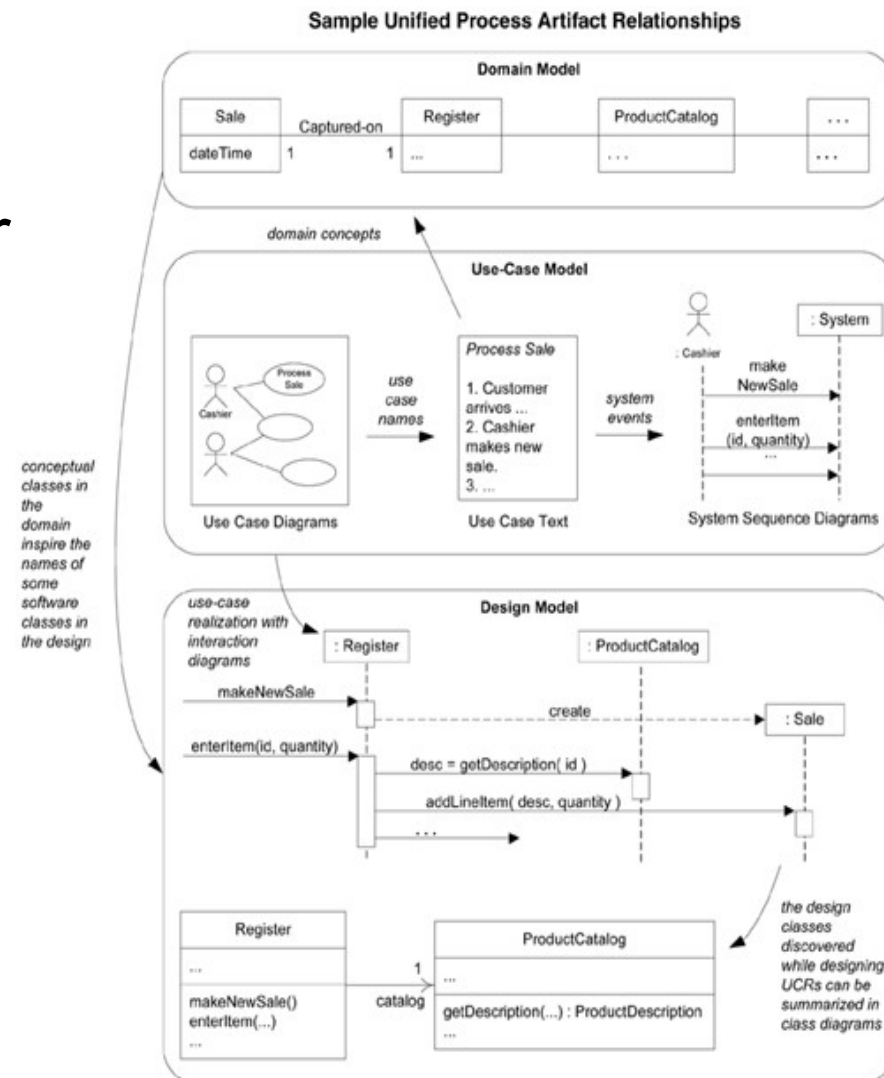 Sample Unified Process Artifact Relationships
Domain Model
Sale
dateTime
Captured-on
1
1
Register
...
ProductCatalog
. . .
. . .
...
domain concepts
Use-Case Model
Process
Sale
Cashier
Use Case Diagrams
use
case
names
Process Sale
1. Customer
arrives ...
2. Cashier
makes new
sale.
3. ...
Use Case Text
system
events
: Cashier
: System
make
NewSale
enterItem
(id, quantity)
...
System Sequence Diagrams
conceptual
classes in
the
domain
inspire the
names of
some
software
classes in
the design
Design Model
use-case
realization with
interaction
diagrams
: Register
: ProductCatalog
makeNewSale
create
: Sale
enterItem(id, quantity)
desc = getDescription( id )
addLineItem( desc, quantity )
. . .
Register
...
makeNewSale()
enterItem(...)
...
1
catalog
ProductCatalog
...
getDescription(...) : ProductDescription
...
the design
classes
discovered
while designing
UCRs can be
summarized in
class diagrams